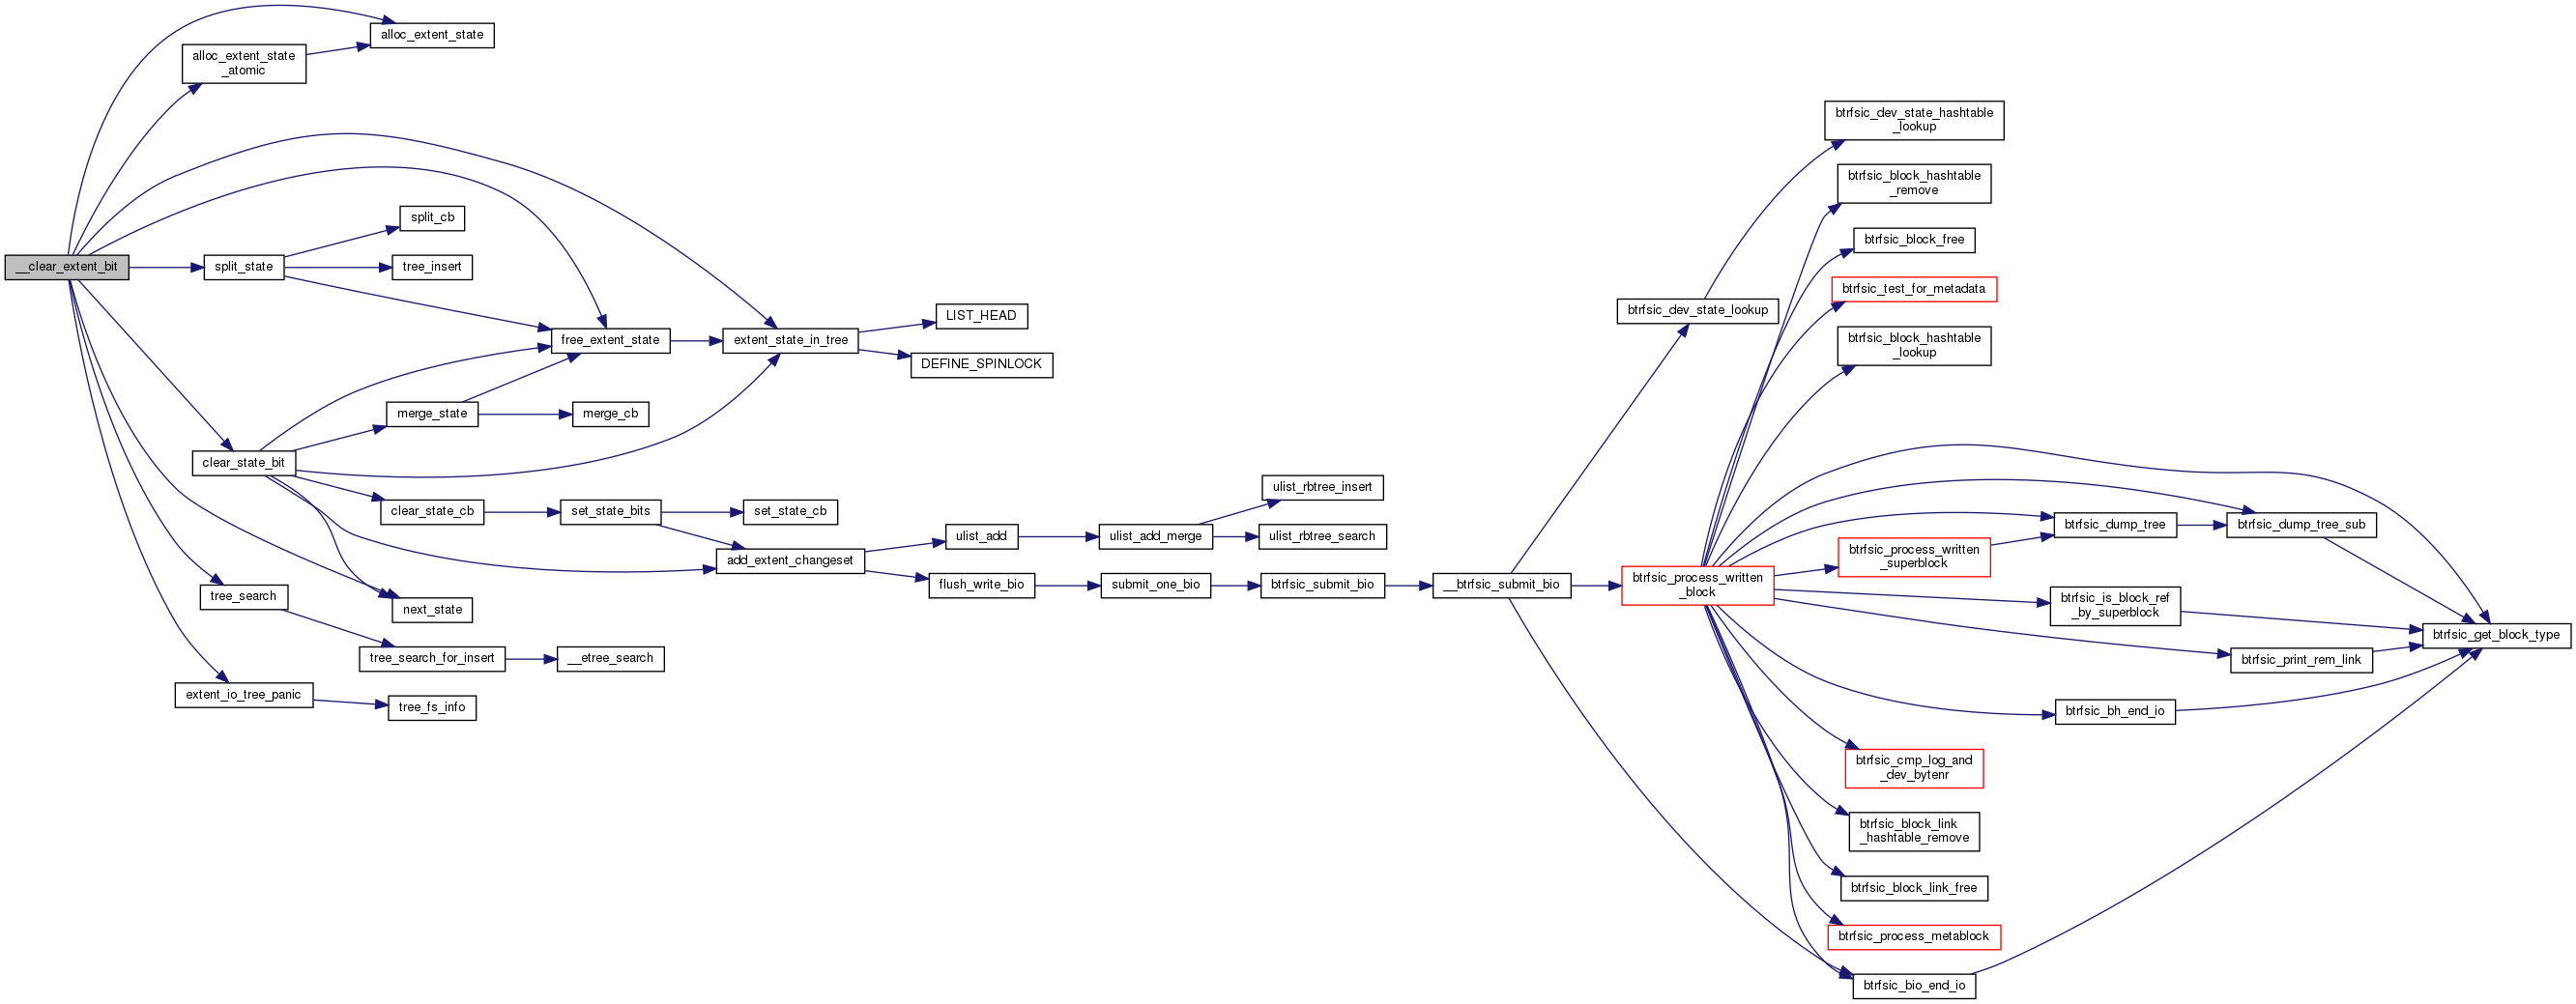 __clear_extent_bit
alloc_extent_state
alloc_extent_state
_atomic
split_state
split_cb
tree_insert
free_extent_state
extent_state_in_tree
LIST_HEAD
DEFINE_SPINLOCK
merge_state
merge_cb
clear_state_bit
clear_state_cb
set_state_bits
set_state_cb
add_extent_changeset
ulist_add
ulist_add_merge
ulist_rbtree_insert
ulist_rbtree_search
flush_write_bio
submit_one_bio
btrfsic_submit_bio
__btrfsic_submit_bio
next_state
tree_search
tree_search_for_insert
__etree_search
extent_io_tree_panic
tree_fs_info
btrfsic_dev_state_lookup
btrfsic_dev_state_hashtable
_lookup
btrfsic_process_written
_block
btrfsic_block_hashtable
_remove
btrfsic_block_free
btrfsic_test_for_metadata
btrfsic_block_hashtable
_lookup
btrfsic_dump_tree
btrfsic_dump_tree_sub
btrfsic_process_written
_superblock
btrfsic_is_block_ref
_by_superblock
btrfsic_get_block_type
btrfsic_print_rem_link
btrfsic_bh_end_io
btrfsic_cmp_log_and
_dev_bytenr
btrfsic_block_link
_hashtable_remove
btrfsic_block_link_free
btrfsic_process_metablock
btrfsic_bio_end_io